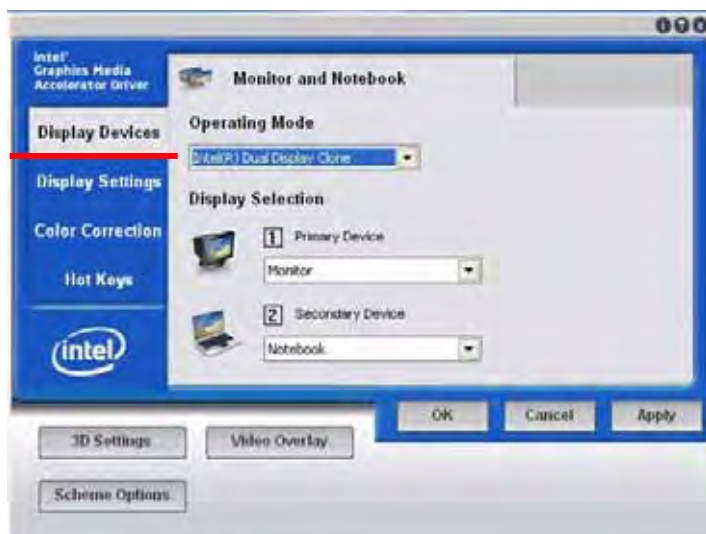 intel®
Graphics Media
Accelerator Driver
Monitor and Notebook
Display Devices
Operating Mode
Intel(R) Dual Display Clone
Display Settings
Display Selection
Color Correction
1 Primary Device
Monitor
Hot Keys
2 Secondary Device
intel
Notebook
OK
Cancel
Apply
3D Settings
Video Overlay
Scheme Options